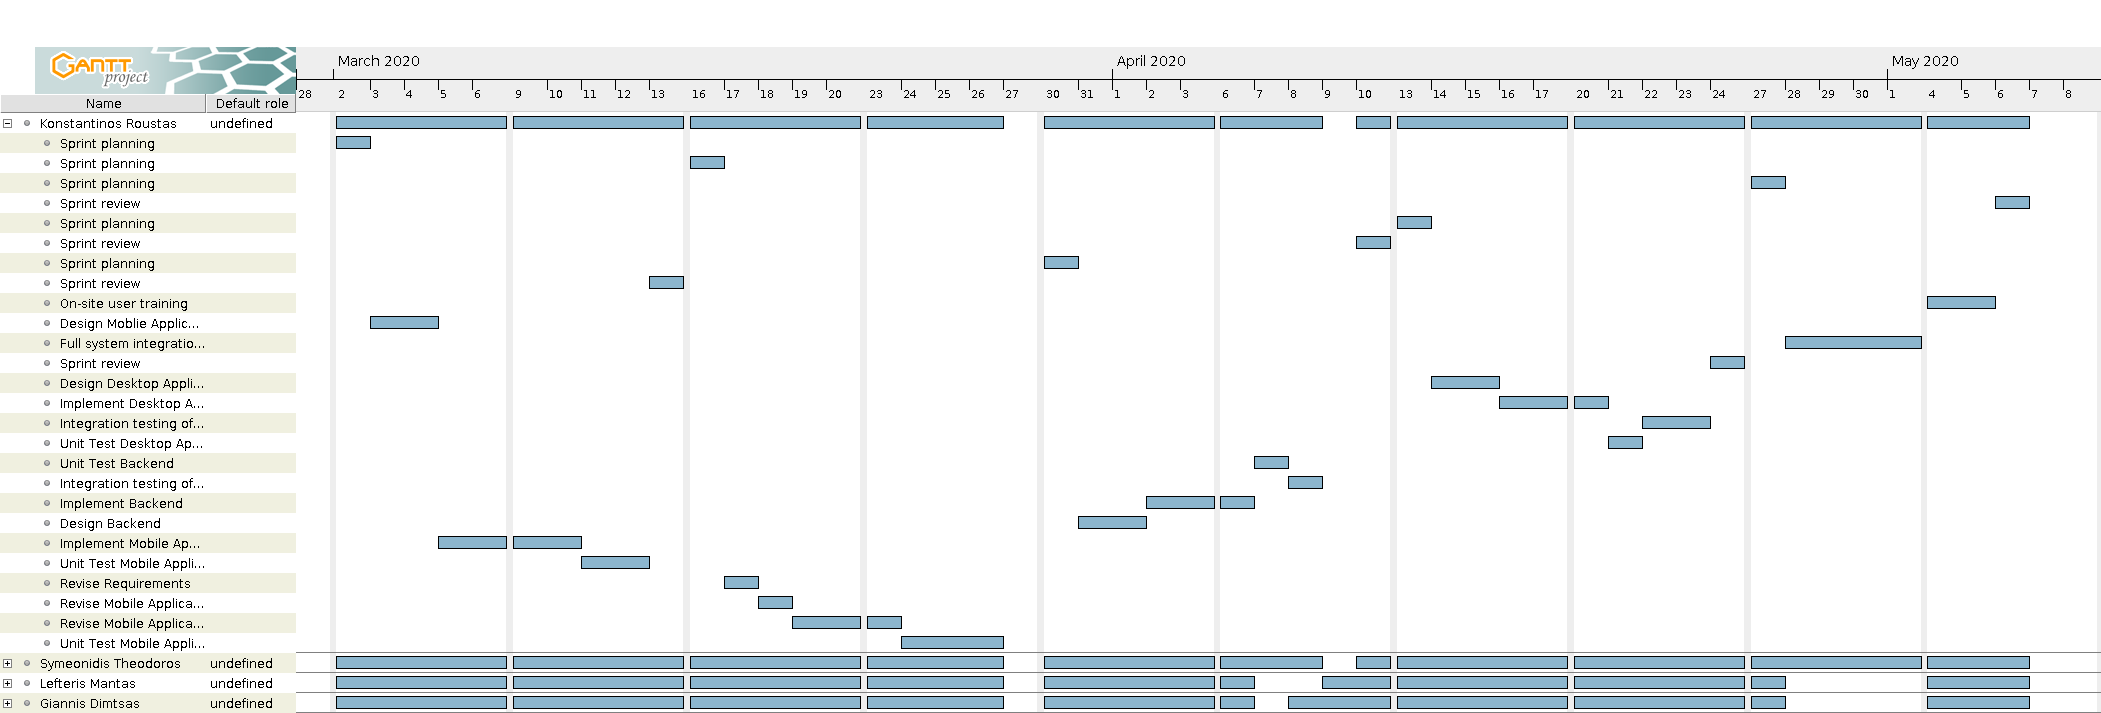 GANTT
project
March 2020 April 2020 May 2020
28 2 3 4 5 6 9 10 11 12 13 16 17 18 19 20 23 24 25 26 27 30 31 1 2 3 6 7 8 9 10 13 14 15 16 17 20 21 22 23 24 27 28 29 30 1 4 5 6 7 8
Name Default role
Konstantinos Roustas undefined
Sprint planning
Sprint planning
Sprint planning
Sprint review
Sprint planning
Sprint review
Sprint planning
Sprint review
On-site user training
Design Moblie Applic...
Full system integratio...
Sprint review
Design Desktop Appli...
Implement Desktop A...
Integration testing of...
Unit Test Desktop Ap...
Unit Test Backend
Integration testing of...
Implement Backend
Design Backend
Implement Mobile Ap...
Unit Test Mobile Appli...
Revise Requirements
Revise Mobile Applica...
Revise Mobile Applica...
Unit Test Mobile Appli...
Symeonidis Theodoros undefined
Lefteris Mantas undefined
Giannis Dimtsas undefined